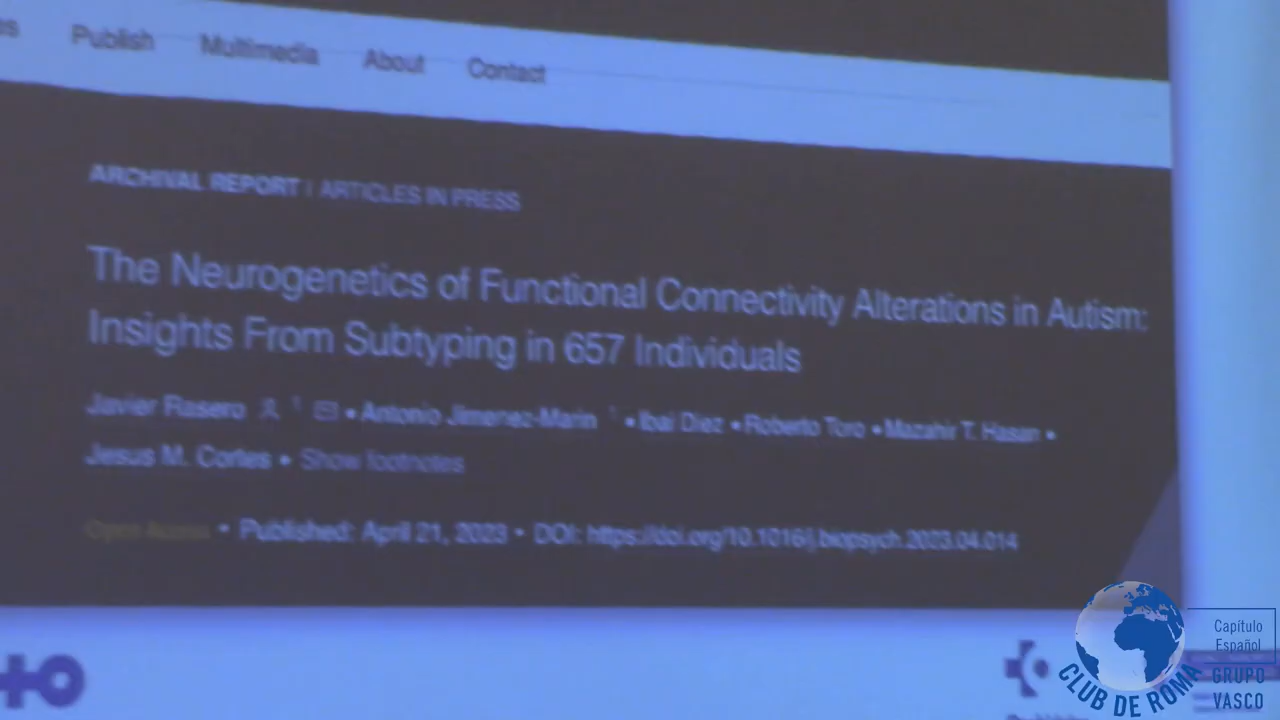 es Publish Multimedia About Contact
ARCHIVAL REPORT | ARTICLES IN PRESS
The Neurogenetics of Functional Connectivity Alterations in Autism:
Insights From Subtyping in 657 Individuals
Javier Rasero • Antonio Jimenez-Marin • Ibai Diez • Roberto Toro • Mazahir T. Hasan •
Jesus M. Cortes • Show footnotes
Open Access • Published: April 21, 2023 • DOI: https://doi.org/10.1016/j.biopsych.2023.04.014
CLUB DE ROMA
Capítulo
Español
GRUPO
VASCO